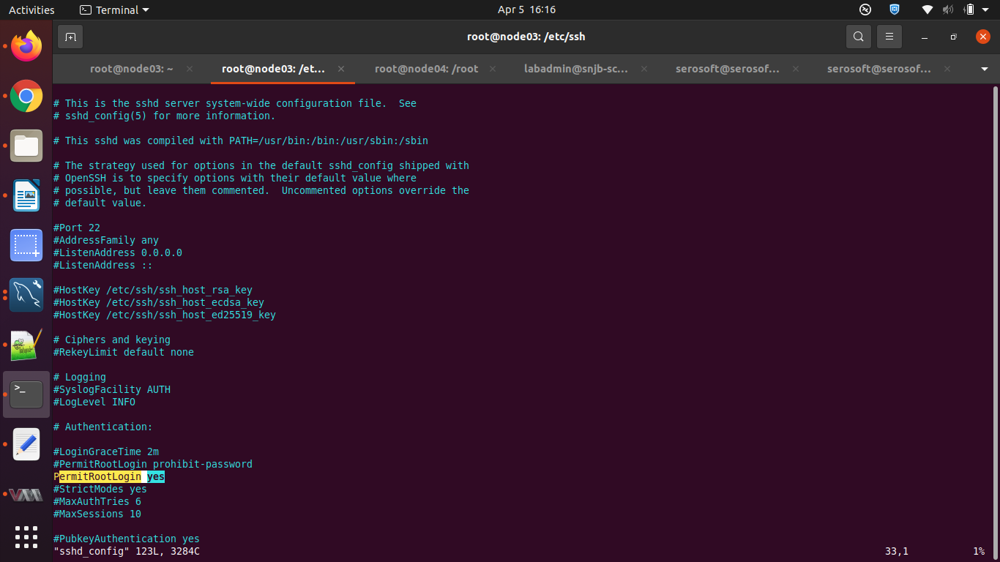 Activities
Terminal
Apr 5 16:16
root@node03: /etc/ssh
root@node03: ~
root@node03: /et...
root@node04: /root
labadmin@snjb-sc...
serosoft@serosof...
serosoft@serosof...
# This is the sshd server system-wide configuration file.  See
# sshd_config(5) for more information.
# This sshd was compiled with PATH=/usr/bin:/bin:/usr/sbin:/sbin
# The strategy used for options in the default sshd_config shipped with
# OpenSSH is to specify options with their default value where
# possible, but leave them commented.  Uncommented options override the
# default value.
#Port 22
#AddressFamily any
#ListenAddress 0.0.0.0
#ListenAddress ::
#HostKey /etc/ssh/ssh_host_rsa_key
#HostKey /etc/ssh/ssh_host_ecdsa_key
#HostKey /etc/ssh/ssh_host_ed25519_key
# Ciphers and keying
#RekeyLimit default none
# Logging
#SyslogFacility AUTH
#LogLevel INFO
# Authentication:
#LoginGraceTime 2m
#PermitRootLogin prohibit-password
PermitRootLogin yes
#StrictModes yes
#MaxAuthTries 6
#MaxSessions 10
#PubkeyAuthentication yes
"sshd_config" 123L, 3284C
33,1
1%